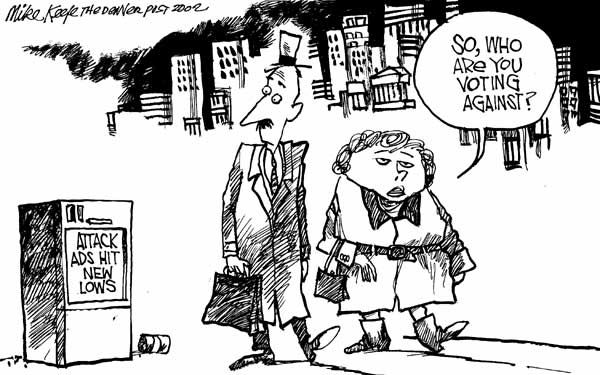 Mike Keefe THE DENVER POST 2002
SO, WHO
ARE YOU
VOTING
AGAINST?
ATTACK
ADS HIT
NEW
LOWS